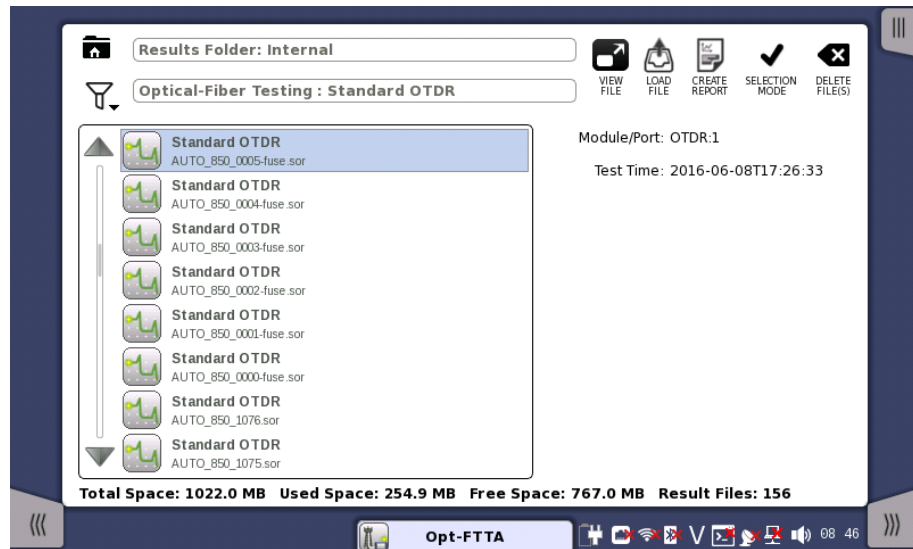 Results Folder: Internal
Optical-Fiber Testing : Standard OTDR
VIEW FILE
LOAD FILE
CREATE REPORT
SELECTION MODE
DELETE FILE(S)
Standard OTDR
AUTO_850_0005-fuse.sor
Standard OTDR
AUTO_850_0004-fuse.sor
Standard OTDR
AUTO_850_0003-fuse.sor
Standard OTDR
AUTO_850_0002-fuse.sor
Standard OTDR
AUTO_850_0001-fuse.sor
Standard OTDR
AUTO_850_0000-fuse.sor
Standard OTDR
AUTO_850_1076.sor
Standard OTDR
AUTO_850_1075.sor
Module/Port: OTDR:1
Test Time: 2016-06-08T17:26:33
Total Space: 1022.0 MB Used Space: 254.9 MB Free Space: 767.0 MB Result Files: 156
Opt-FTTA
V
08 46